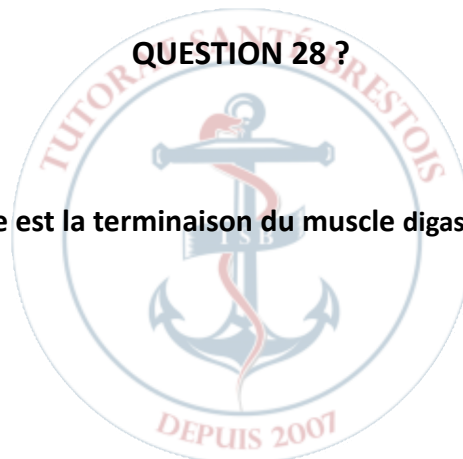 QUESTION 28 ?
TUTORAT SANTÉ BRESTOIS
e est la terminaison du muscle digas
TSB
DEPUIS 2007